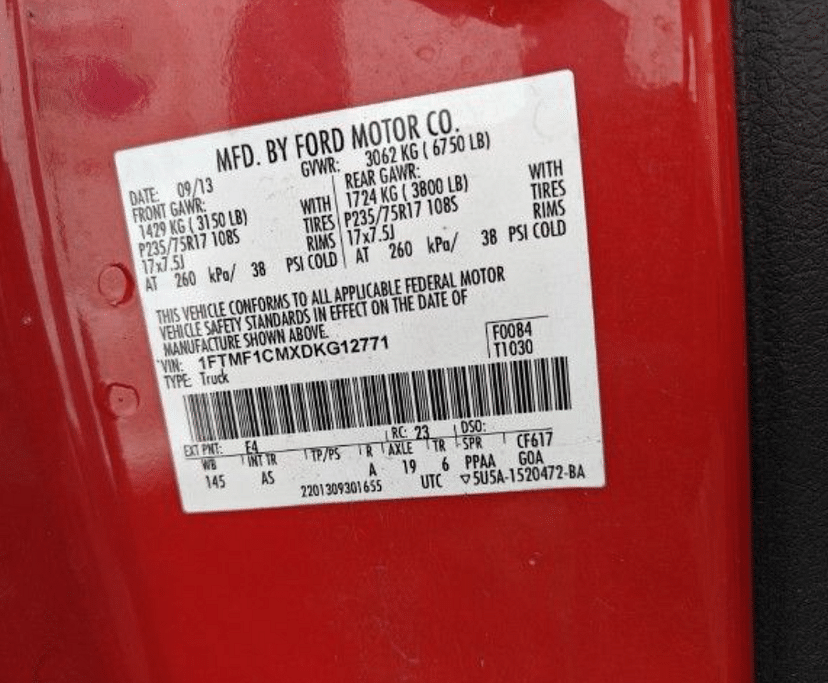 MFD. BY FORD MOTOR CO.
DATE: 09/13 GVWR: 3062 KG ( 6750 LB)
FRONT GAWR: REAR GAWR:
1429 KG ( 3150 LB) WITH 1724 KG ( 3800 LB) WITH
P235/75R17 108S TIRES P235/75R17 108S TIRES
17x7.5J RIMS 17x7.5J RIMS
AT 260 kPa/ 38 PSI COLD AT 260 kPa/ 38 PSI COLD
THIS VEHICLE CONFORMS TO ALL APPLICABLE FEDERAL MOTOR
VEHICLE SAFETY STANDARDS IN EFFECT ON THE DATE OF
MANUFACTURE SHOWN ABOVE.
VIN: 1FTMF1CMXDKG12771 F0084
TYPE: Truck T1030
EXT PNT: E4 RC: 23 DSO:
WB INT TR TP/PS R AXLE TR SPR CF617
145 AS A 19 6 PPAA GOA
2201309301655 UTC ▽5U5A-1520472-BA